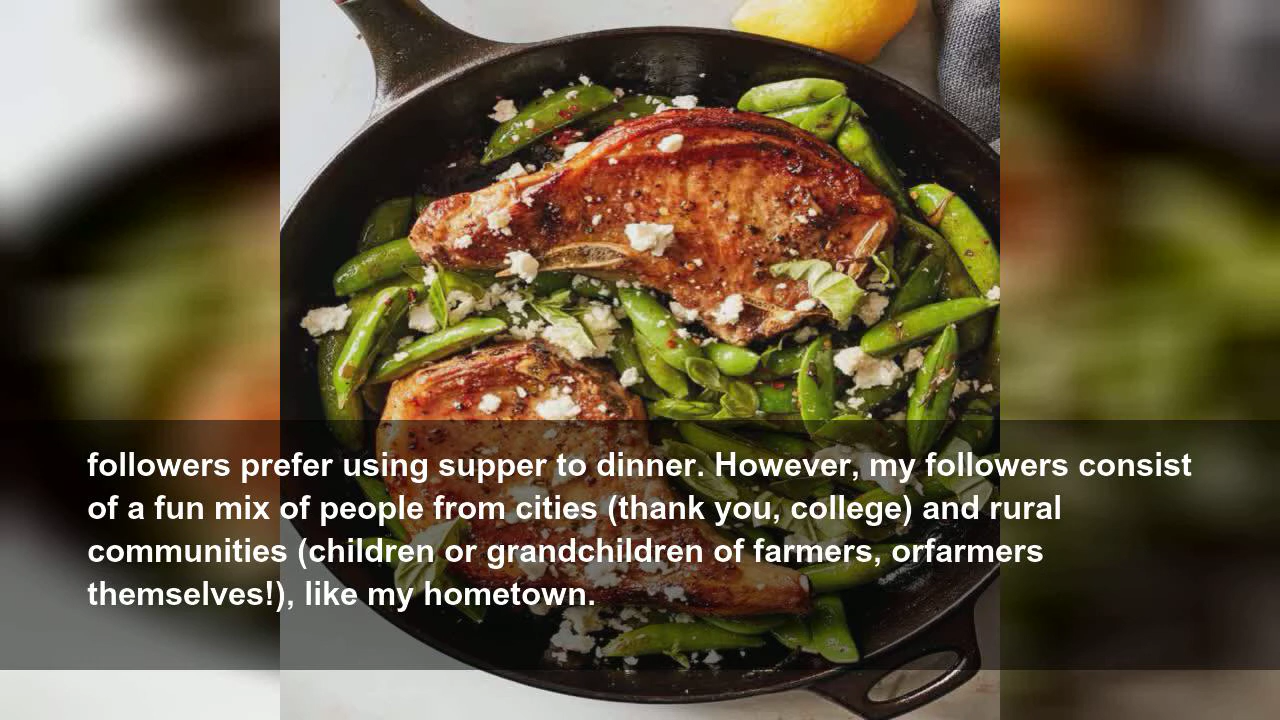 followers prefer using supper to dinner. However, my followers consist
of a fun mix of people from cities (thank you, college) and rural
communities (children or grandchildren of farmers, orfarmers
themselves!), like my hometown.